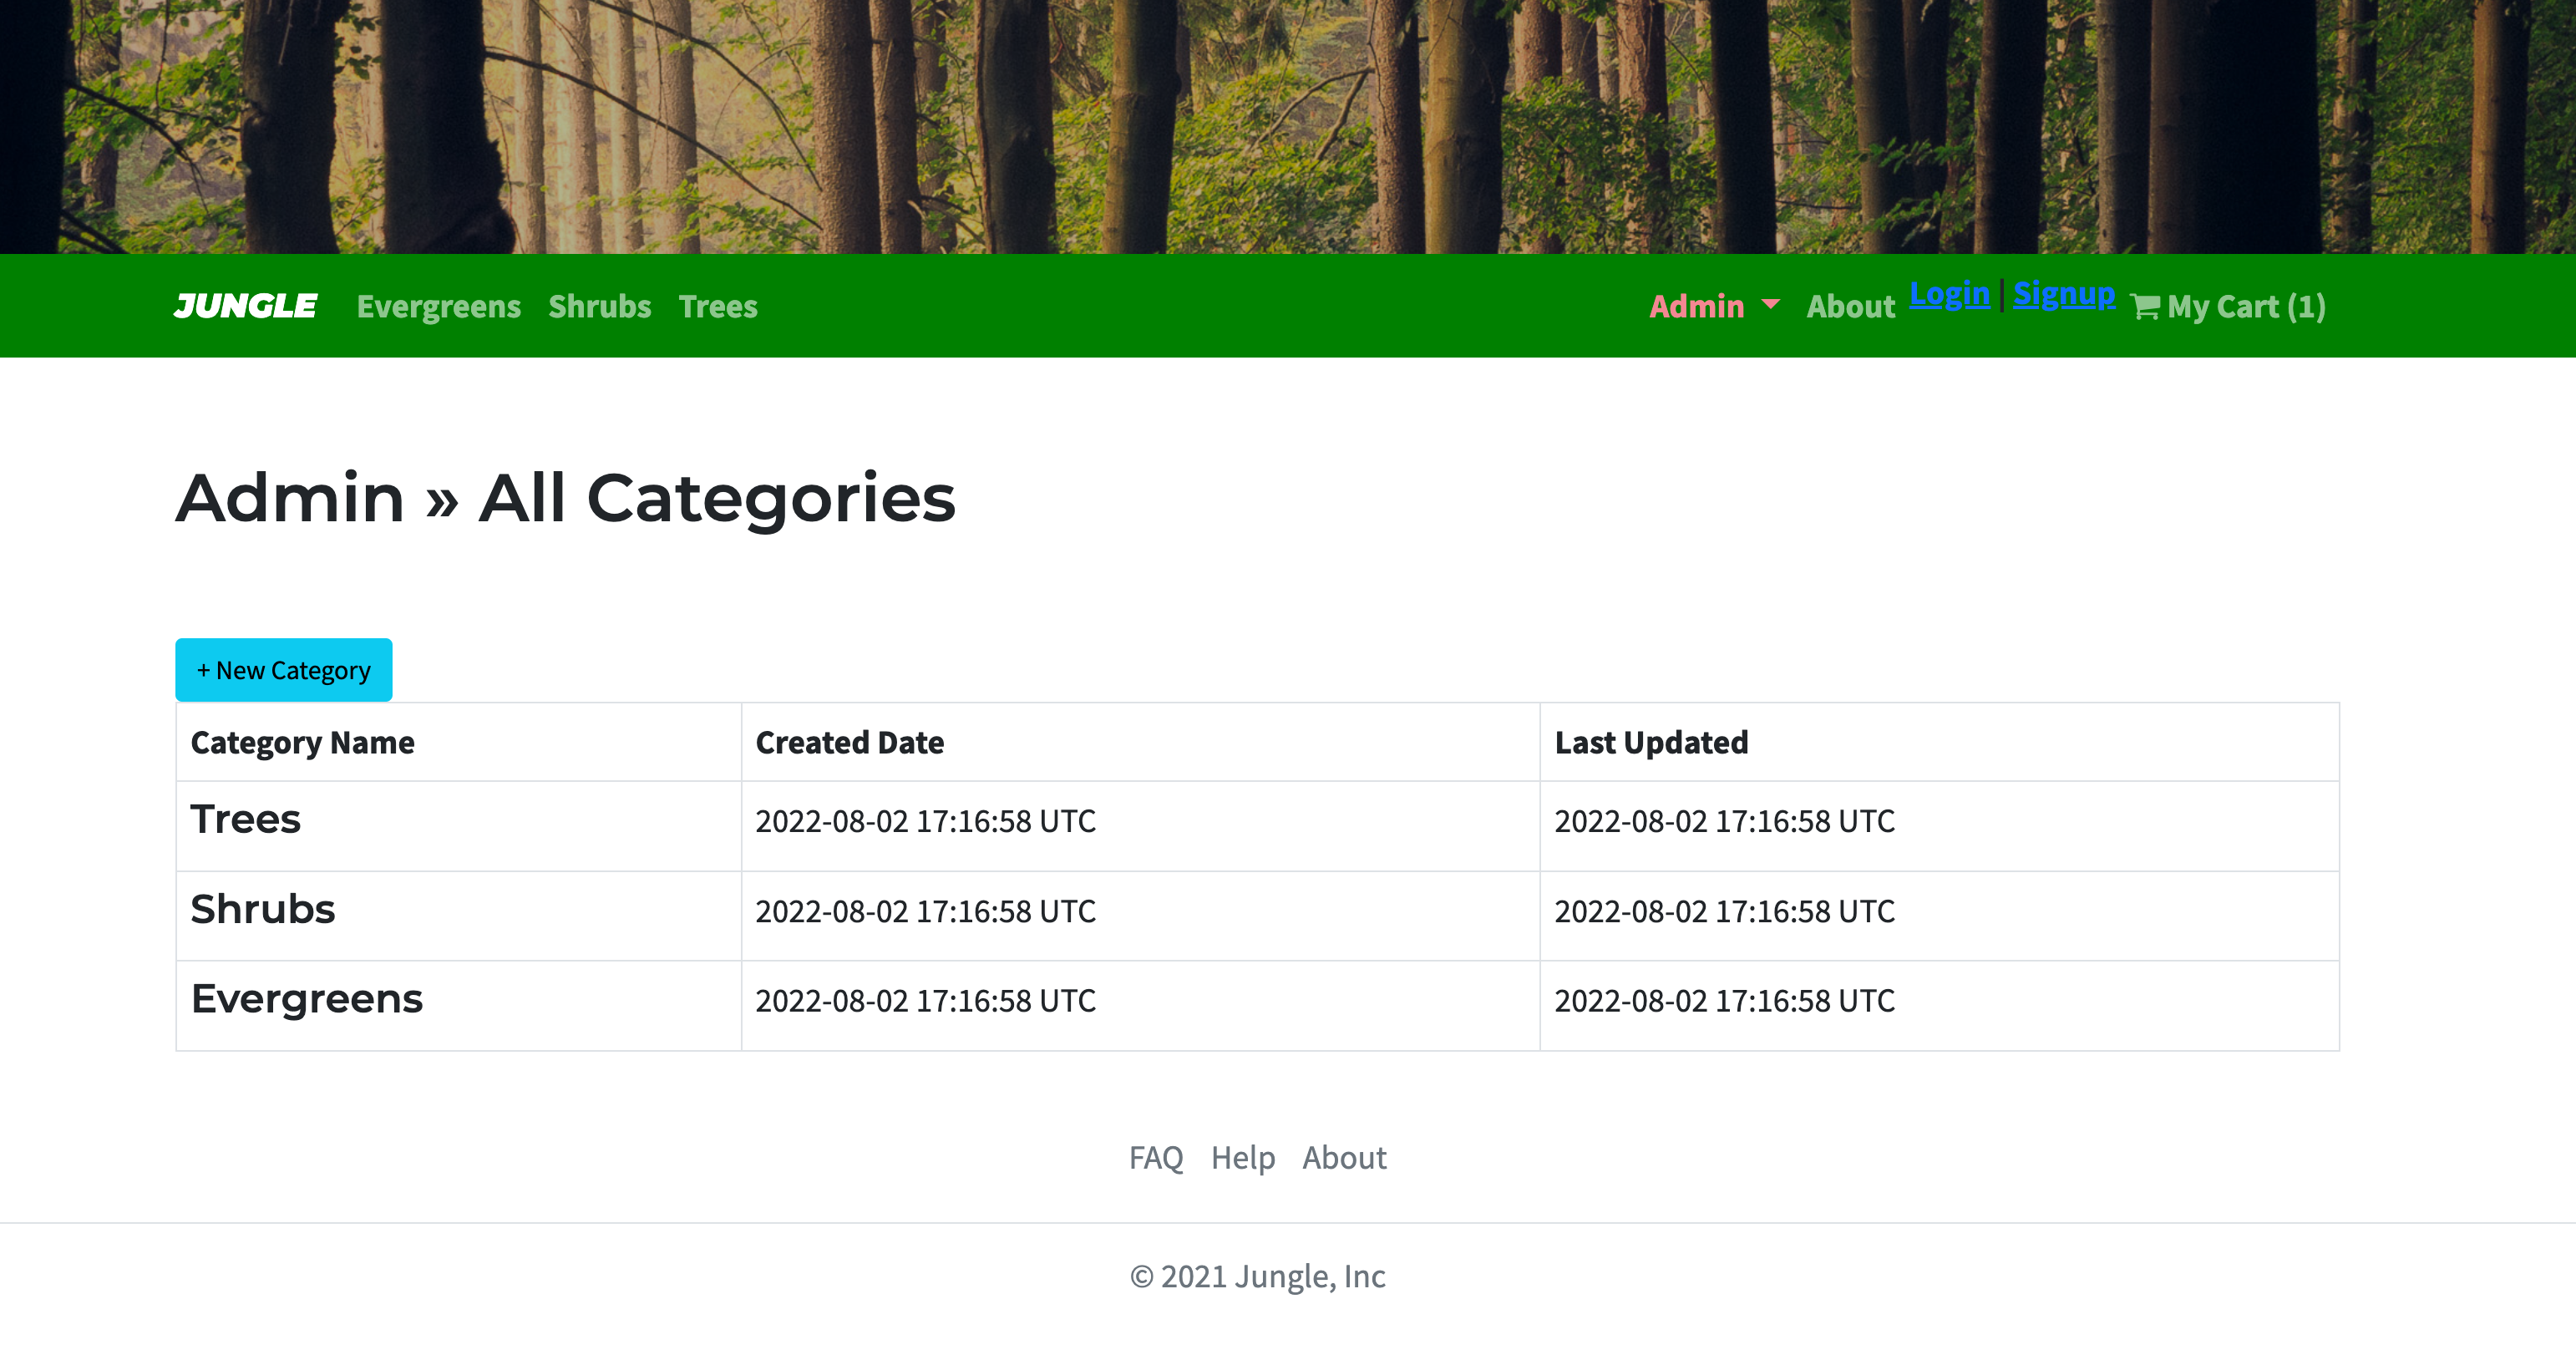 JUNGLE Evergreens Shrubs Trees Admin About Login | Signup My Cart (1)
Admin » All Categories
+ New Category
Category Name Created Date Last Updated
Trees 2022-08-02 17:16:58 UTC 2022-08-02 17:16:58 UTC
Shrubs 2022-08-02 17:16:58 UTC 2022-08-02 17:16:58 UTC
Evergreens 2022-08-02 17:16:58 UTC 2022-08-02 17:16:58 UTC
FAQ Help About
© 2021 Jungle, Inc